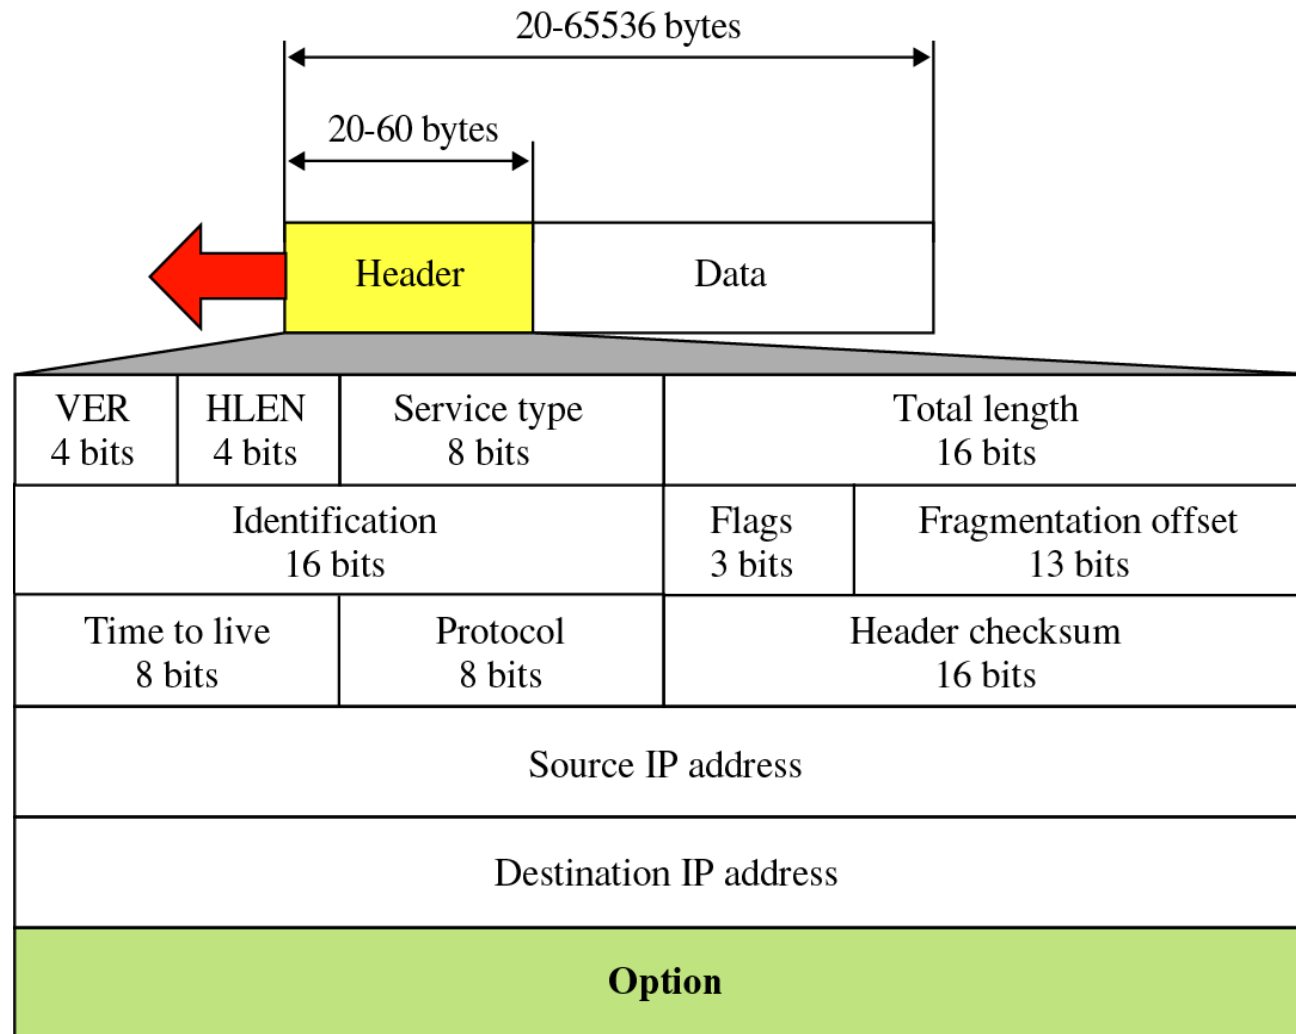 20-65536 bytes
20-60 bytes
Header
Data
VER
4 bits
HLEN
4 bits
Service type
8 bits
Total length
16 bits
Identification
16 bits
Flags
3 bits
Fragmentation offset
13 bits
Time to live
8 bits
Protocol
8 bits
Header checksum
16 bits
Source IP address
Destination IP address
Option